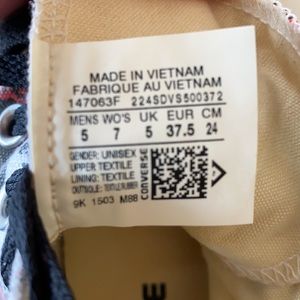 MADE IN VIETNAM
FABRIQUE AU VIETNAM
147063F 224SDVS500372
MENS WO'S UK EUR CM
5 7 5 37.5 24
GENDER: UNISEX
UPPER: TEXTILE
LINING: TEXTILE
OUTSOLE: TEXTILE RUBBER
CONVERSE
9K 1503 M88
E